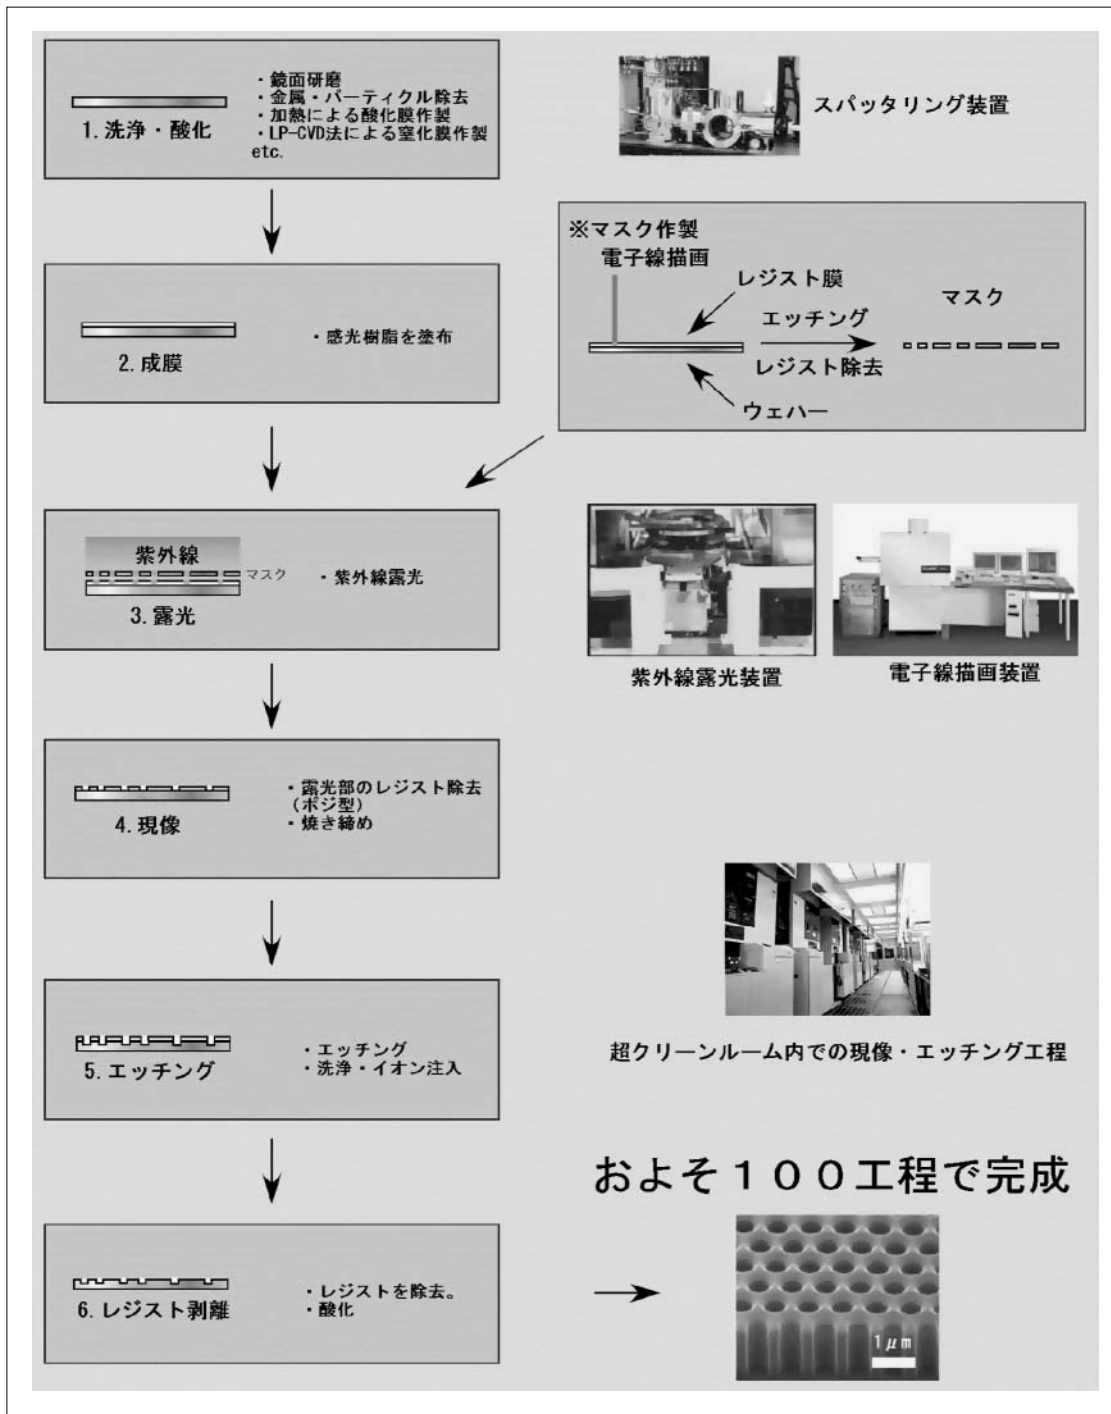 1. 洗浄・酸化
・鏡面研磨
・金属・パーティクル除去
・加熱による酸化膜作製
・LP-CVD法による窒化膜作製
etc.
スパッタリング装置
2. 成膜
・感光樹脂を塗布
※マスク作製
電子線描画
レジスト膜
エッチング
レジスト除去
ウェハー
マスク
紫外線
マスク
3. 露光
・紫外線露光
紫外線露光装置
電子線描画装置
4. 現像
・露光部のレジスト除去
（ポジ型）
・焼き締め
超クリーンルーム内での現像・エッチング工程
5. エッチング
・エッチング
・洗浄・イオン注入
6. レジスト剥離
・レジストを除去。
・酸化
およそ１００工程で完成
1μm